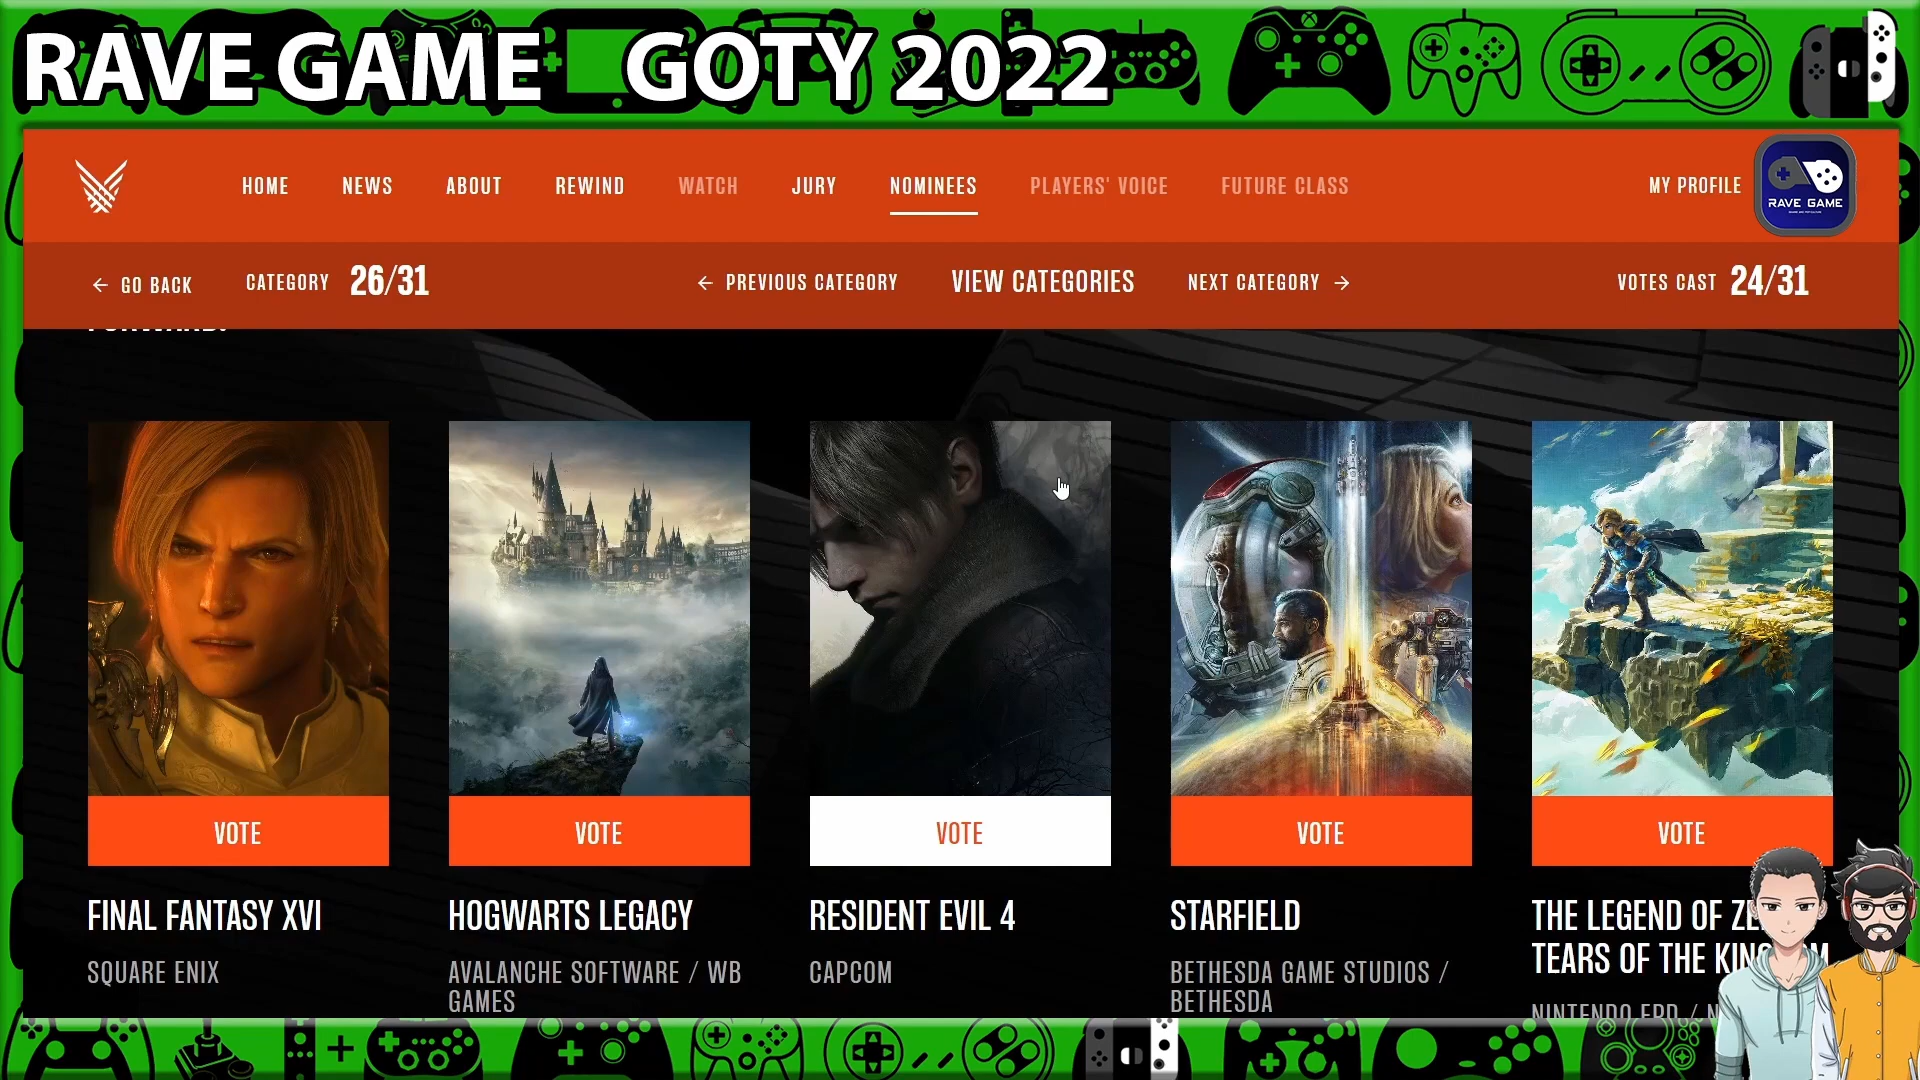 RAVE GAME GOTY 2022
HOME NEWS ABOUT REWIND WATCH JURY NOMINEES PLAYERS' VOICE FUTURE CLASS MY PROFILE
RAVE GAME
← GO BACK CATEGORY 26/31 ← PREVIOUS CATEGORY VIEW CATEGORIES NEXT CATEGORY → VOTES CAST 24/31
VOTE VOTE VOTE VOTE VOTE
FINAL FANTASY XVI
SQUARE ENIX
HOGWARTS LEGACY
AVALANCHE SOFTWARE / WB
GAMES
RESIDENT EVIL 4
CAPCOM
STARFIELD
BETHESDA GAME STUDIOS /
BETHESDA
THE LEGEND OF
TEARS OF THE
NINTENDO EPD /